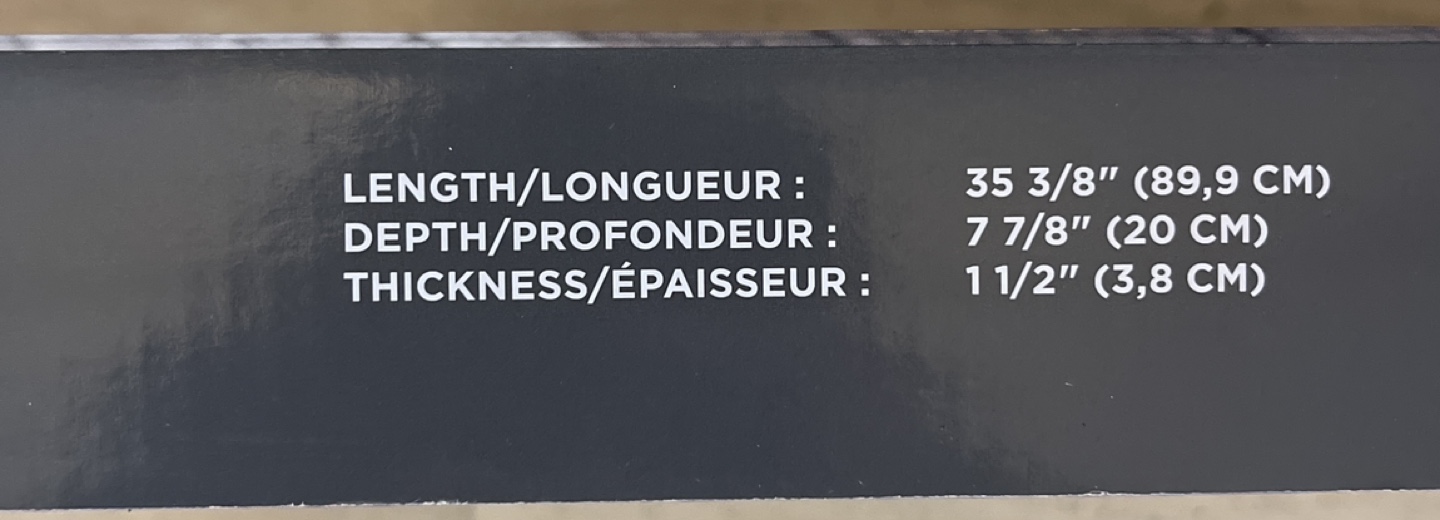 LENGTH/LONGUEUR : 35 3/8" (89,9 CM)
DEPTH/PROFONDEUR : 7 7/8" (20 CM)
THICKNESS/ÉPAISSEUR : 1 1/2" (3,8 CM)